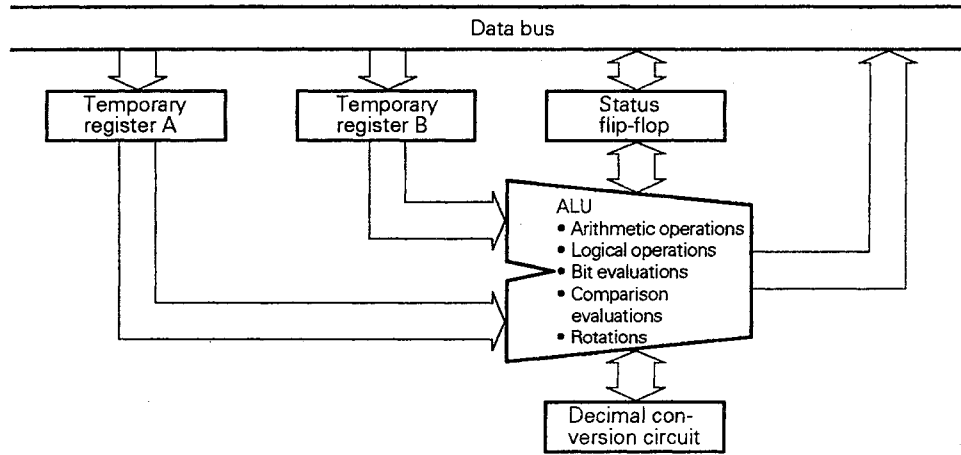 Data bus
Temporary
register A
Temporary
register B
Status
flip-flop
ALU
• Arithmetic operations
• Logical operations
• Bit evaluations
• Comparison
evaluations
• Rotations
Decimal con-
version circuit